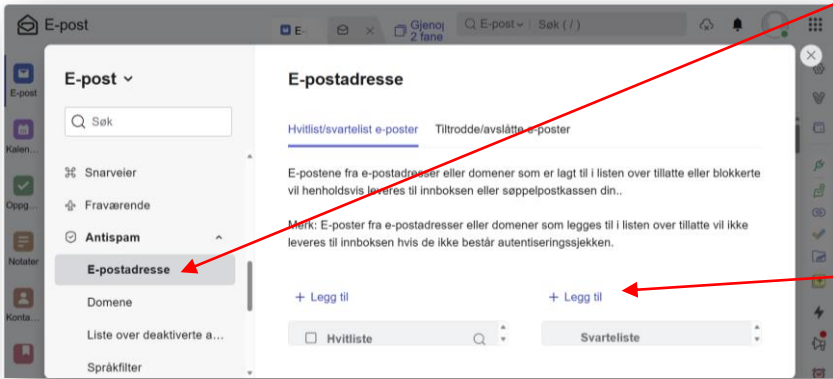 E-post
E-
Gjenop
2 fane
E-post
Søk ( / )
E-post
Kalen...
Oppg...
Notater
Konta...
E-post
Søk
Snarveier
Fraværende
Antispam
E-postadresse
Domene
Liste over deaktiverte a...
Språkfilter
E-postadresse
Hvitlist/svartelist e-poster
Tiltrodde/avslåtte e-poster
E-postene fra e-postadresser eller domener som er lagt til i listen over tillatte eller blokkerte
vil henholdsvis leveres til innboksen eller søppelpostkassen din..
Merk: E-poster fra e-postadresser eller domener som legges til i listen over tillatte vil ikke
leveres til innboksen hvis de ikke består autentiseringssjekken.
+ Legg til
+ Legg til
Hvitliste
Svarteliste